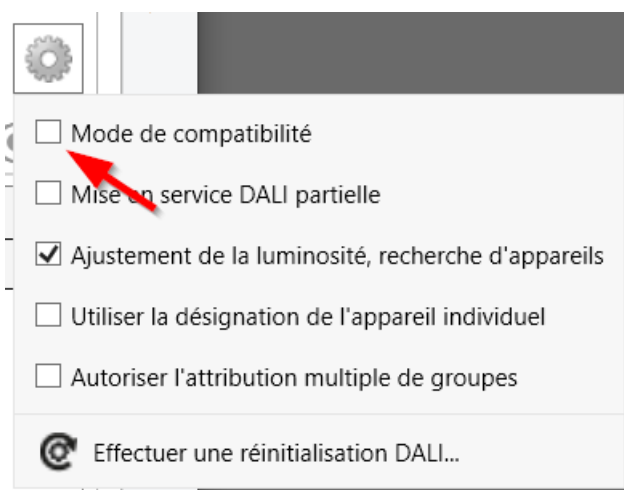 Mode de compatibilité
Mise en service DALI partielle
Ajustement de la luminosité, recherche d'appareils
Utiliser la désignation de l'appareil individuel
Autoriser l'attribution multiple de groupes
Effectuer une réinitialisation DALI...